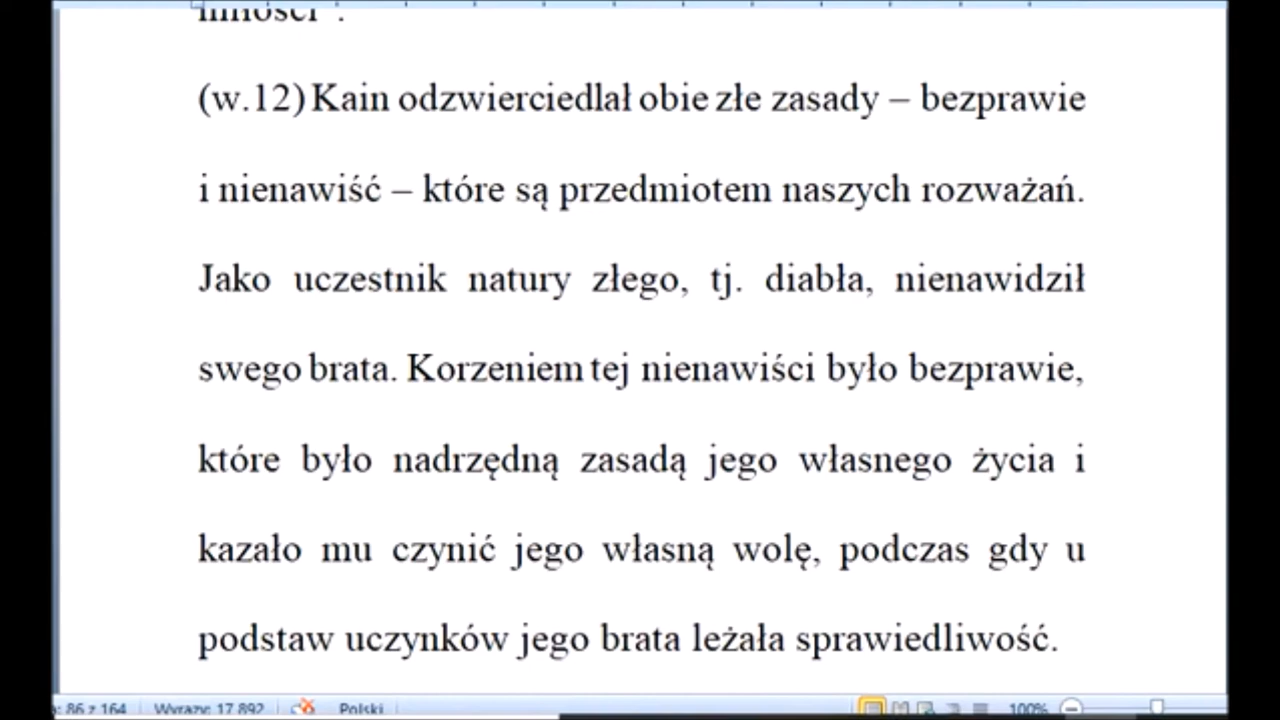 (w.12) Kain odzwierciedlał obie złe zasady – bezprawie
i nienawiść – które są przedmiotem naszych rozważań.
Jako uczestnik natury złego, tj. diabła, nienawidził
swego brata. Korzeniem tej nienawiści było bezprawie,
które było nadrzędną zasadą jego własnego życia i
kazało mu czynić jego własną wolę, podczas gdy u
podstaw uczynków jego brata leżała sprawiedliwość.
: 86 z 164 Wyrazy: 17 892 Polski 100%